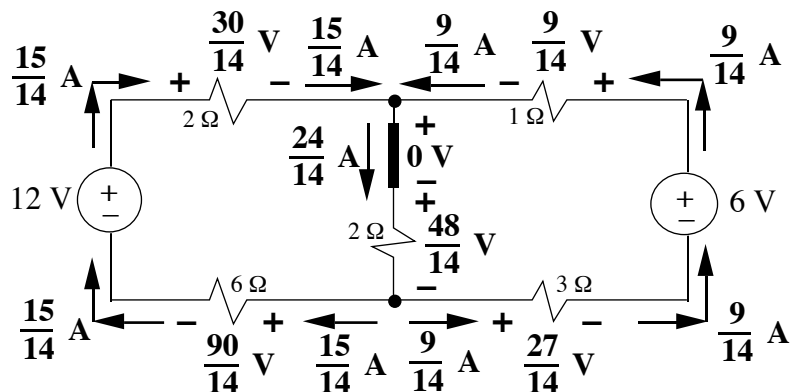 30/14 V
15/14 A
9/14 A
9/14 V
15/14 A
9/14 A
+ −
− +
2 Ω
1 Ω
24/14 A
+
0 V
−
12 V
+
−
6 V
+
−
+
2 Ω
48/14 V
−
6 Ω
3 Ω
15/14 A
− +
+ −
9/14 A
90/14 V
15/14 A
9/14 A
27/14 V